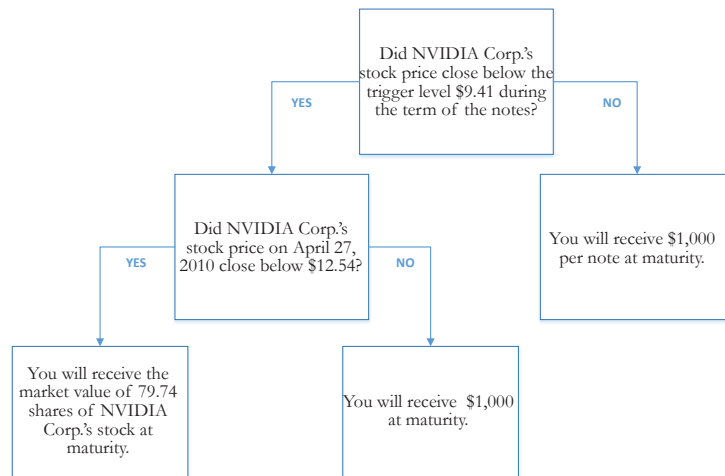 Did NVIDIA Corp.'s
stock price close below the
trigger level $9.41 during
the term of the notes?
YES
NO
Did NVIDIA Corp.'s
stock price on April 27,
2010 close below $12.54?
You will receive $1,000
per note at maturity.
YES
NO
You will receive the
market value of 79.74
shares of NVIDIA
Corp.'s stock at
maturity.
You will receive $1,000
at maturity.